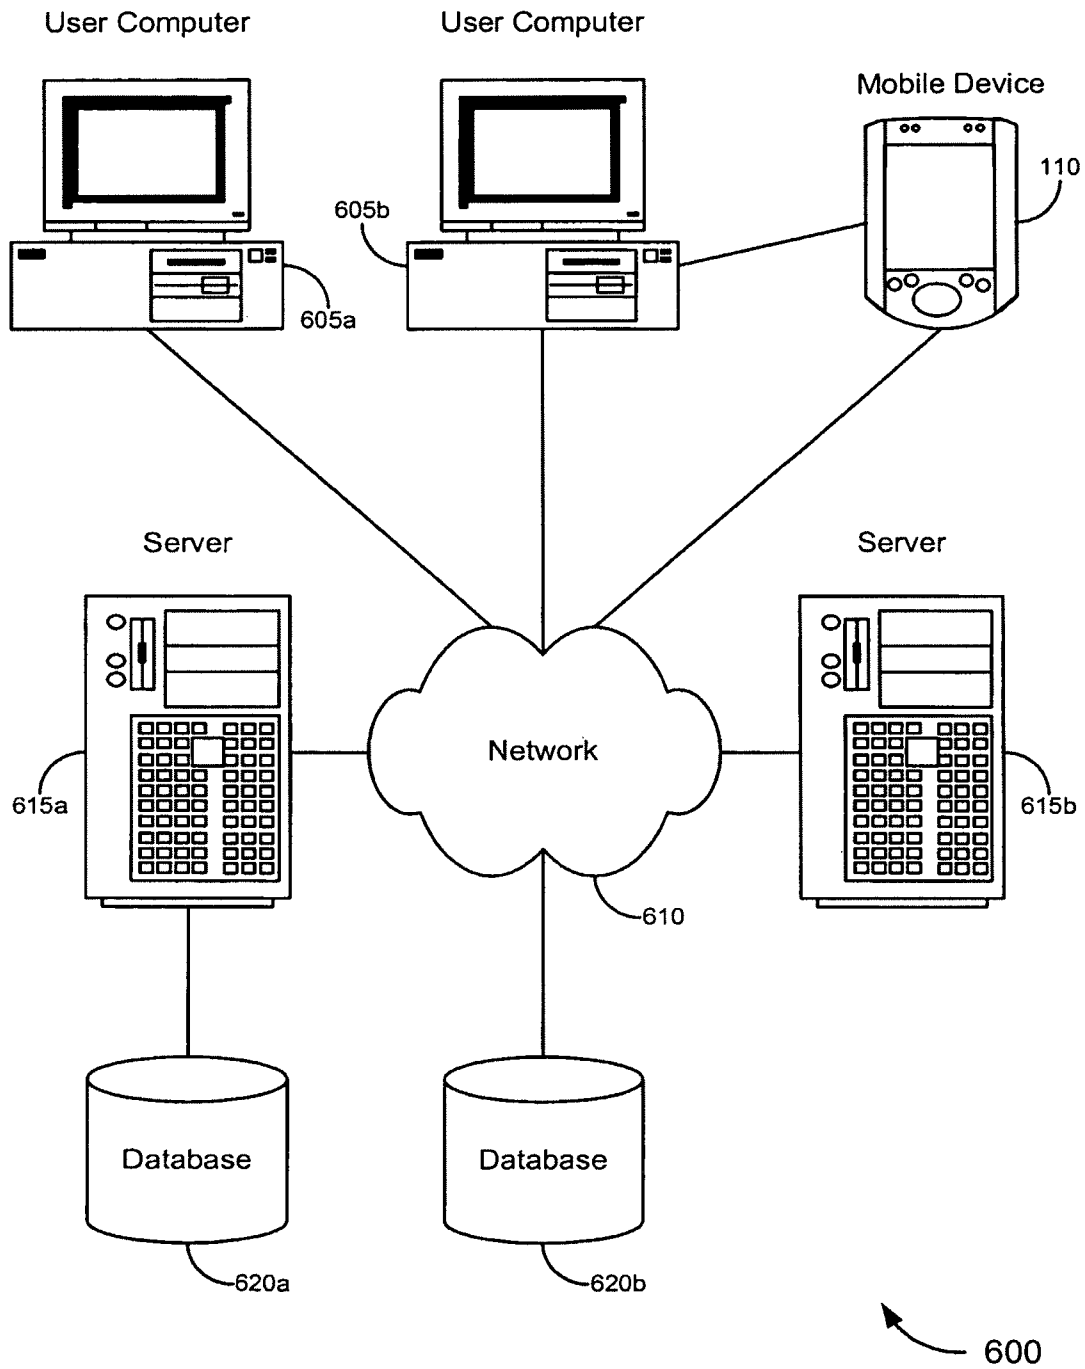 User Computer
User Computer
Mobile Device
110
605b
605a
Server
Server
Network
615a
615b
610
Database
Database
620a
620b
600